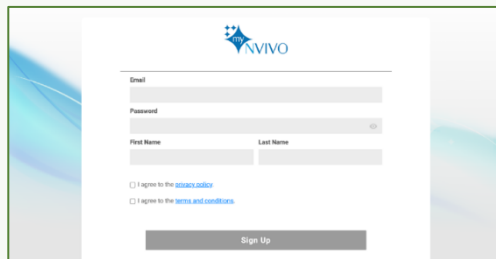 my
NVIVO
Email
Password
First Name Last Name
I agree to the privacy policy.
I agree to the terms and conditions.
Sign Up